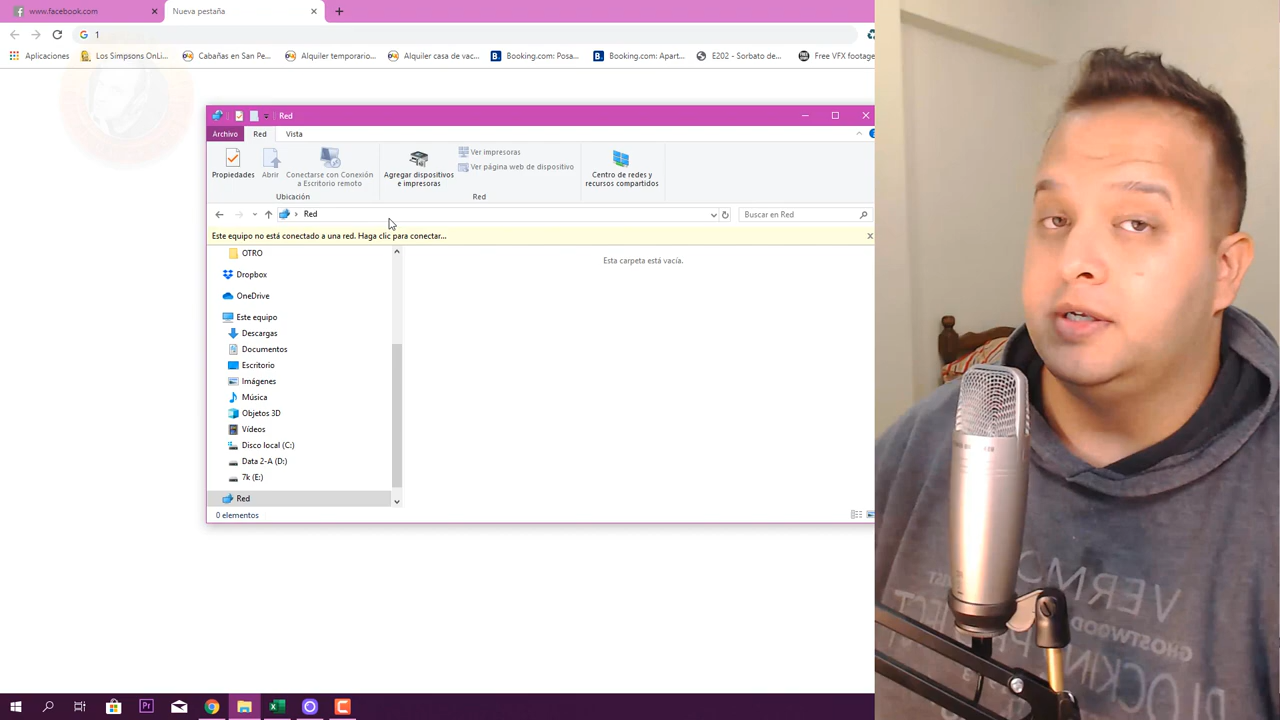 www.facebook.com
Nueva pestaña
1
Aplicaciones
Los Simpsons OnLi...
Cabañas en San Pe...
Alquiler temporario...
Alquiler casa de vac...
Booking.com: Posa...
Booking.com: Apart...
E202 - Sorbato de...
Free VFX footage
Red
Archivo
Red
Vista
Propiedades
Abrir
Conectarse con Conexión
a Escritorio remoto
Agregar dispositivos
e impresoras
Ver impresoras
Ver página web de dispositivo
Centro de redes y
recursos compartidos
Ubicación
Red
Red
Buscar en Red
Este equipo no está conectado a una red. Haga clic para conectar...
OTRO
Esta carpeta está vacía.
Dropbox
OneDrive
Este equipo
Descargas
Documentos
Escritorio
Imágenes
Música
Objetos 3D
Vídeos
Disco local (C:)
Data 2-A (D:)
7k (E:)
Red
0 elementos
VERMO
GHOSTWOOD